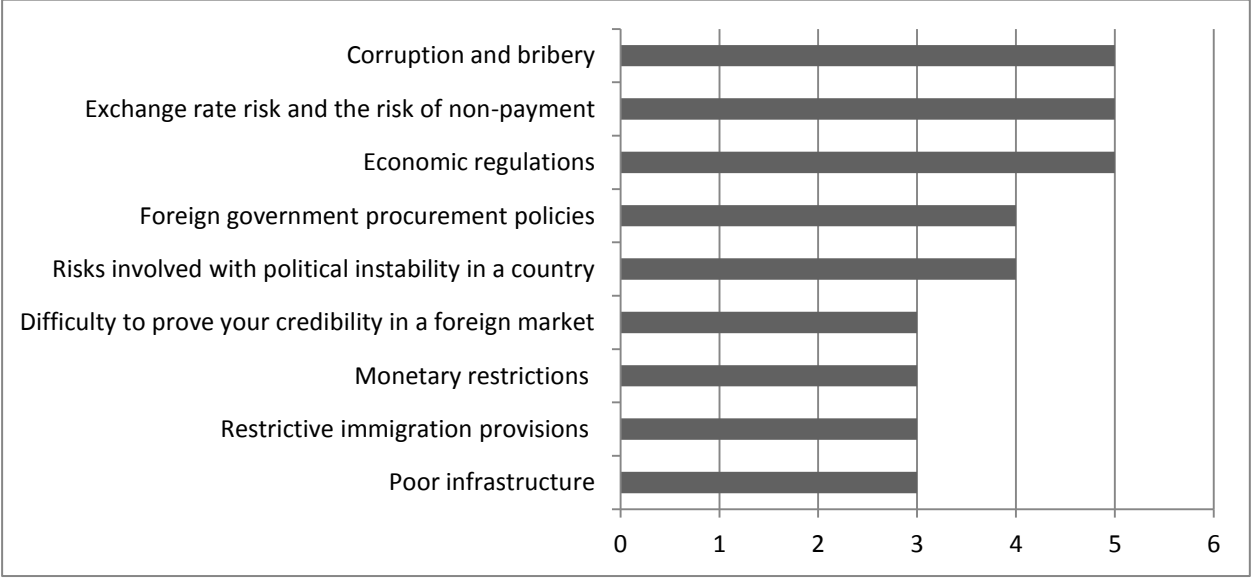 Corruption and bribery
Exchange rate risk and the risk of non-payment
Economic regulations
Foreign government procurement policies
Risks involved with political instability in a country
Difficulty to prove your credibility in a foreign market
Monetary restrictions
Restrictive immigration provisions
Poor infrastructure
0 1 2 3 4 5 6